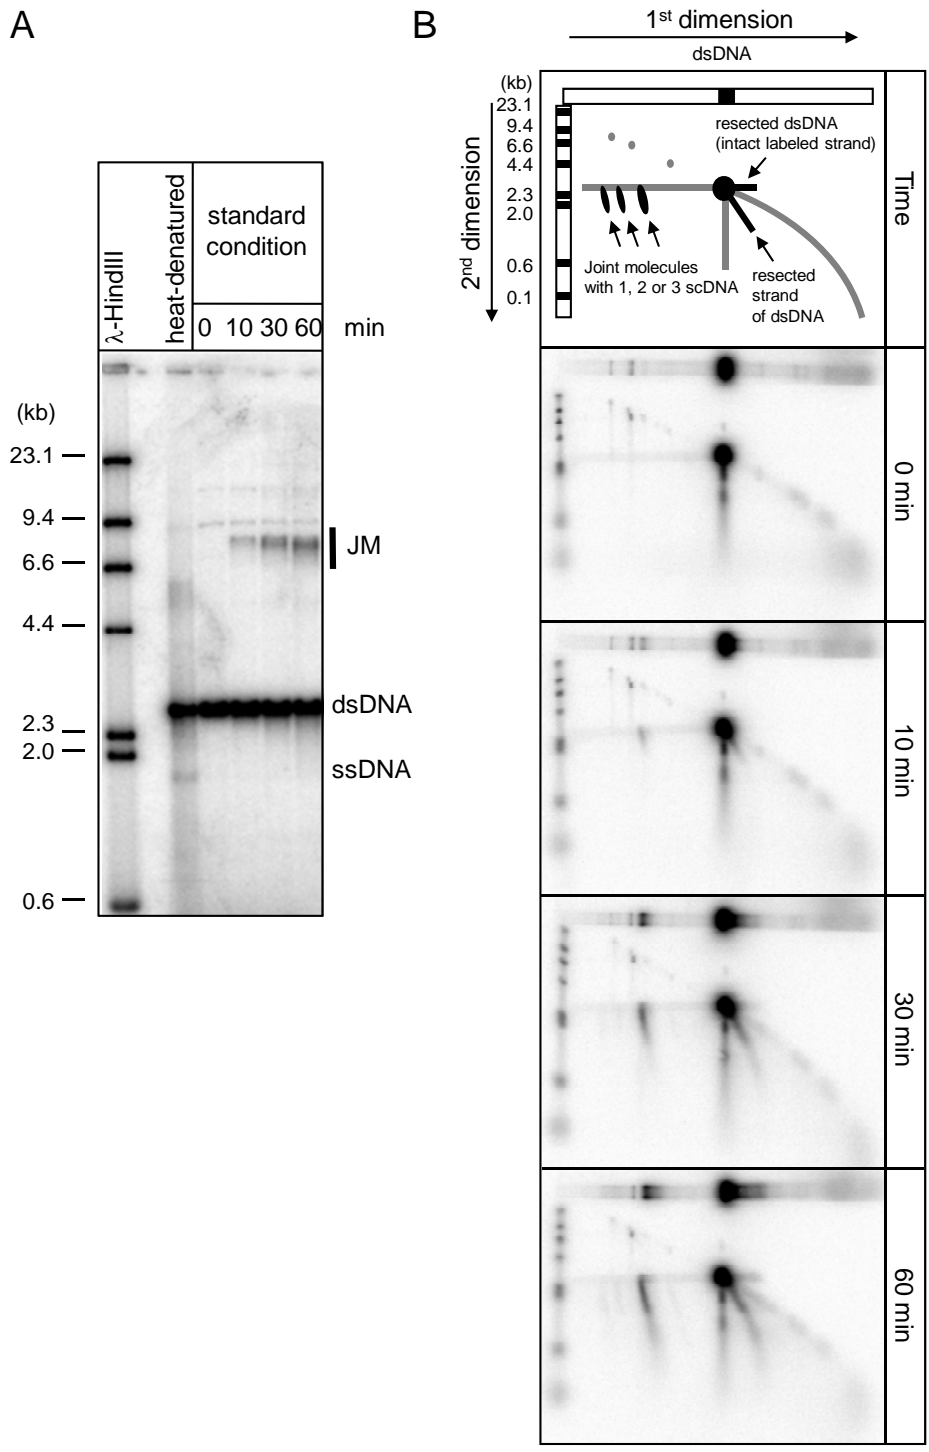 A
λ-HindIII
heat-denatured
standard
condition
0 10 30 60 min
(kb)
23.1
9.4
6.6
4.4
2.3
2.0
0.6
JM
dsDNA
ssDNA
B
1st dimension
dsDNA
2nd dimension
(kb)
23.1
9.4
6.6
4.4
2.3
2.0
0.6
0.1
resected dsDNA
(intact labeled strand)
Joint molecules
with 1, 2 or 3 scDNA
resected
strand
of dsDNA
Time
0 min
10 min
30 min
60 min